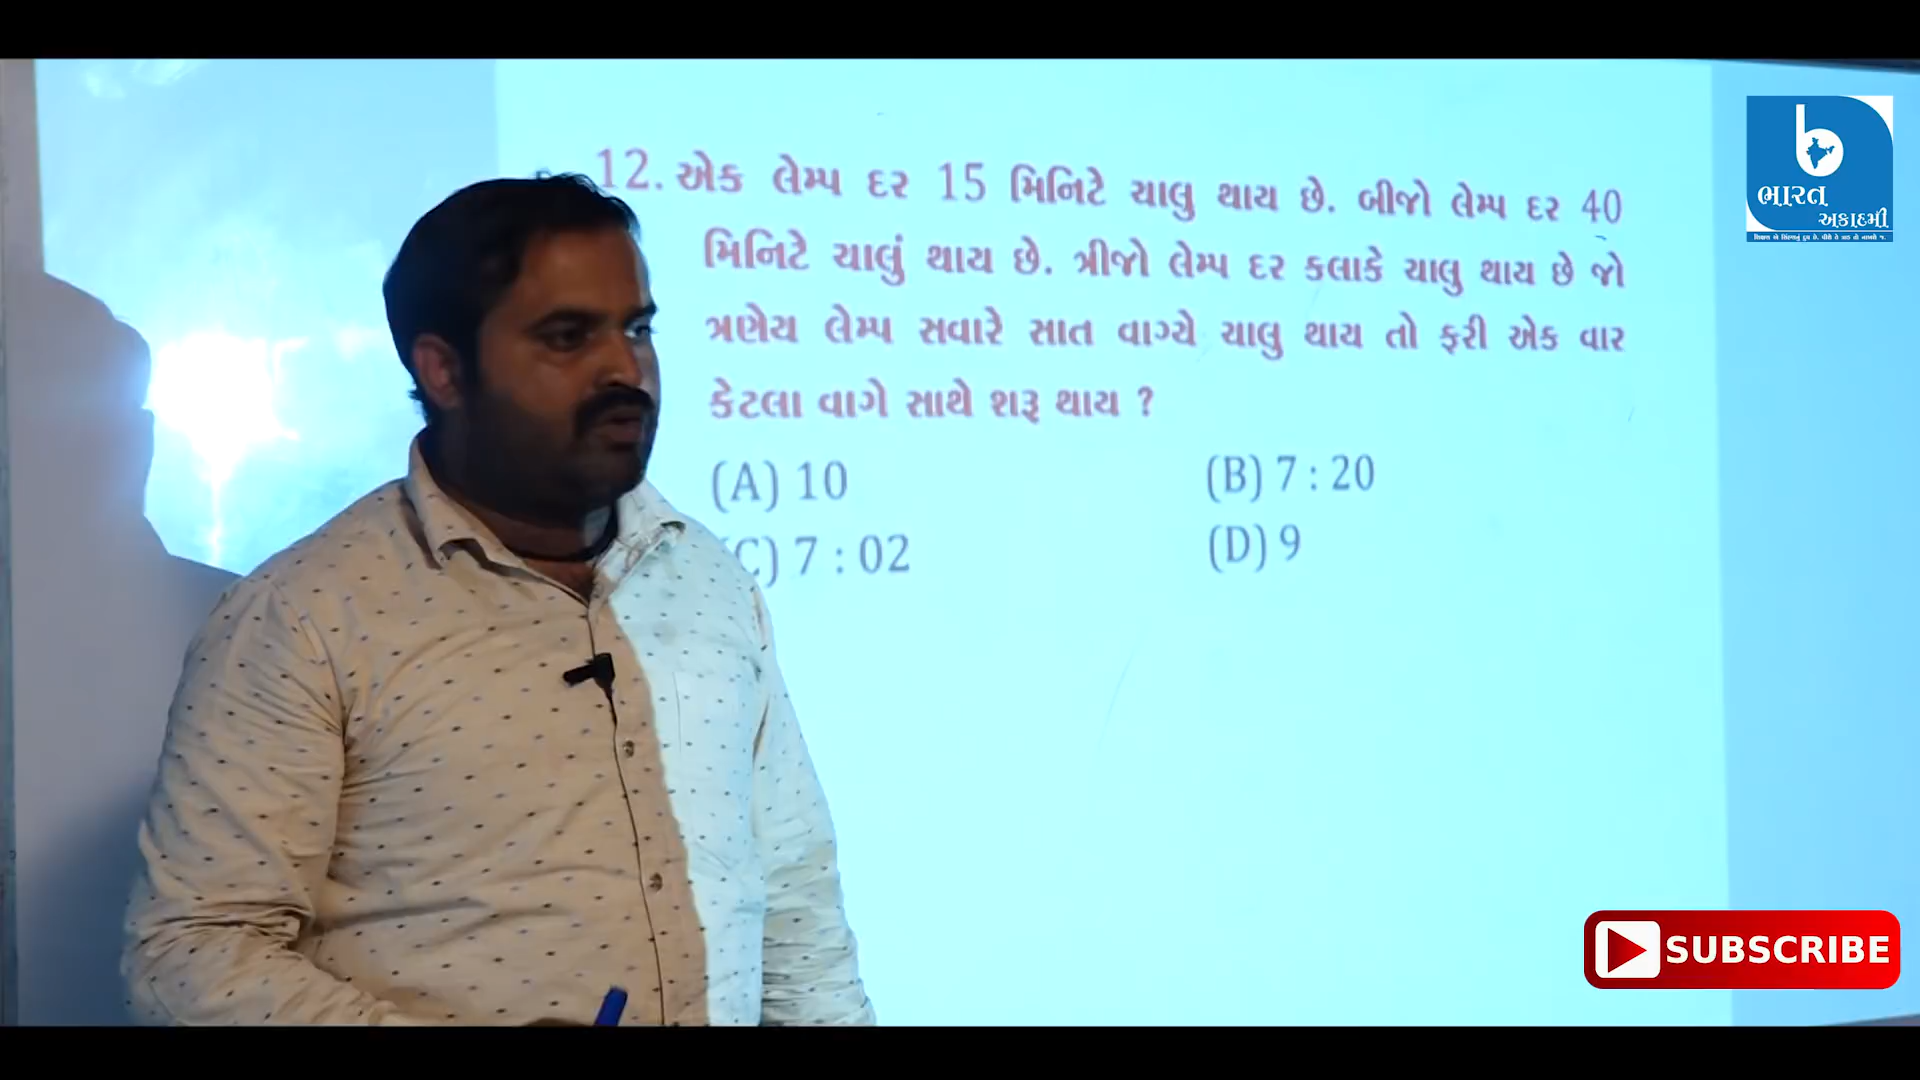 12. એક લેમ્પ દર 15 મિનિટે ચાલુ થાય છે. બીજો લેમ્પ દર 40
મિનિટે ચાલું થાય છે. ત્રીજો લેમ્પ દર કલાકે ચાલુ થાય છે જો
ત્રણેય લેમ્પ સવારે સાત વાગ્યે ચાલુ થાય તો ફરી એક વાર
કેટલા વાગે સાથે શરૂ થાય ?
(A) 10 (B) 7 : 20
C) 7 : 02 (D) 9
b
ભારત
અકાદમી
SUBSCRIBE